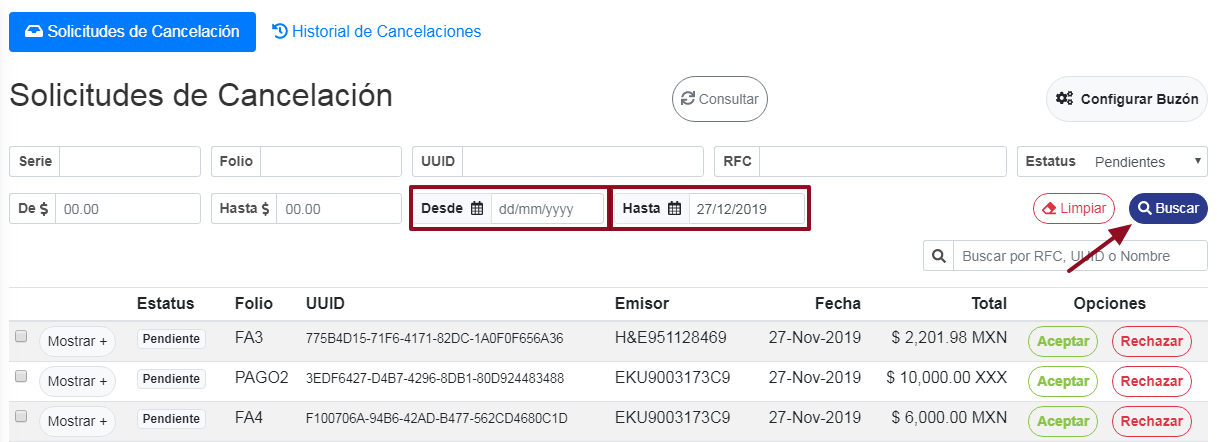 Solicitudes de Cancelación Historial de Cancelaciones
Solicitudes de Cancelación Consultar Configurar Buzón
Serie Folio UUID RFC Estatus Pendientes
De $ 00.00 Hasta $ 00.00 Desde dd/mm/yyyy Hasta 27/12/2019 Limpiar Buscar
Buscar por RFC, UUID o Nombre
Estatus Folio UUID Emisor Fecha Total Opciones
Mostrar + Pendiente FA3 775B4D15-71F6-4171-82DC-1A0F0F656A36 H&E951128469 27-Nov-2019 $ 2,201.98 MXN Aceptar Rechazar
Mostrar + Pendiente PAGO2 3EDF6427-D4B7-4296-8DB1-80D924483488 EKU9003173C9 27-Nov-2019 $ 10,000.00 XXX Aceptar Rechazar
Mostrar + Pendiente FA4 F100706A-94B6-42AD-B477-562CD4680C1D EKU9003173C9 27-Nov-2019 $ 6,000.00 MXN Aceptar Rechazar